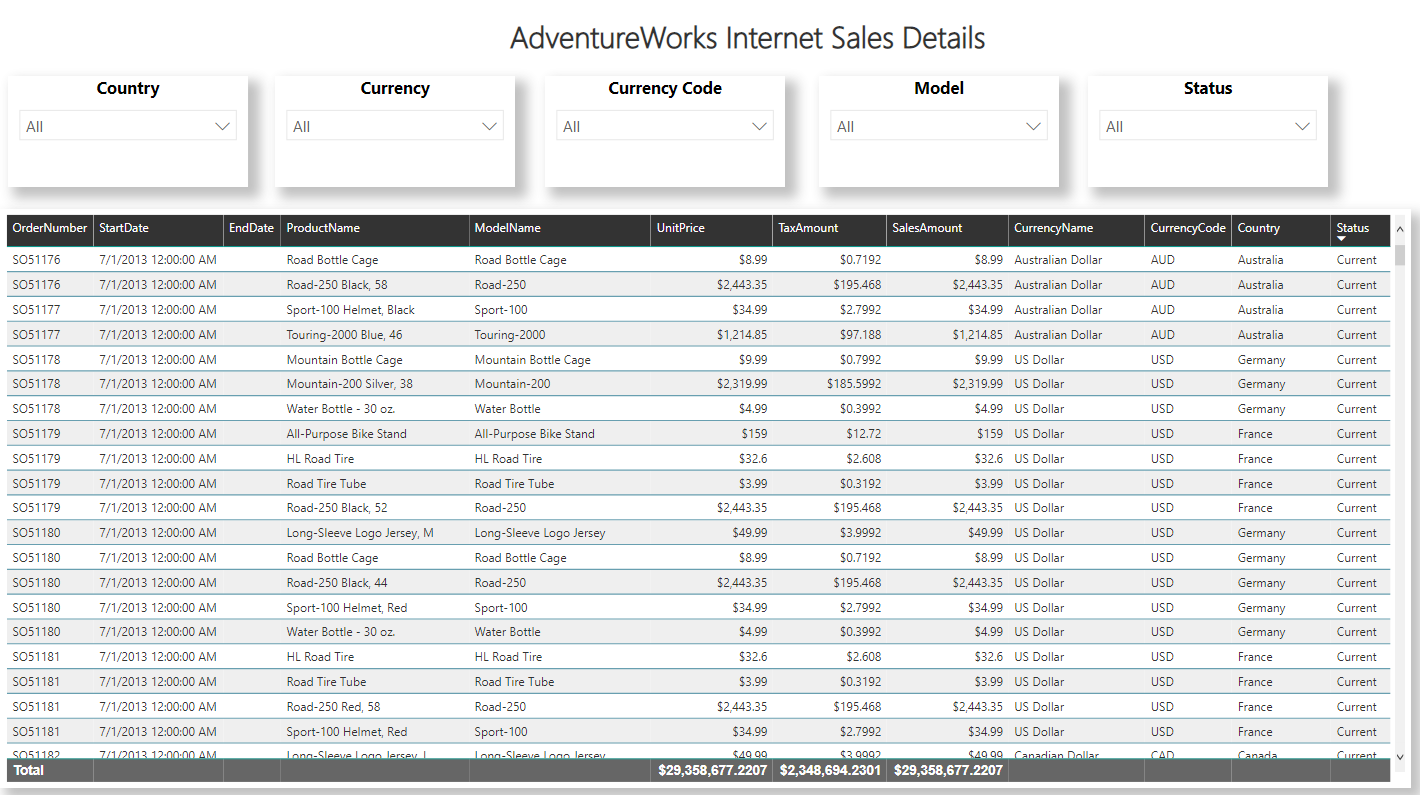 AdventureWorks Internet Sales Details
Country Currency Currency Code Model Status
All All All All All
OrderNumber StartDate EndDate ProductName ModelName UnitPrice TaxAmount SalesAmount CurrencyName CurrencyCode Country Status
SO51176 7/1/2013 12:00:00 AM Road Bottle Cage Road Bottle Cage $8.99 $0.7192 $8.99 Australian Dollar AUD Australia Current
SO51176 7/1/2013 12:00:00 AM Road-250 Black, 58 Road-250 $2,443.35 $195.468 $2,443.35 Australian Dollar AUD Australia Current
SO51177 7/1/2013 12:00:00 AM Sport-100 Helmet, Black Sport-100 $34.99 $2.7992 $34.99 Australian Dollar AUD Australia Current
SO51177 7/1/2013 12:00:00 AM Touring-2000 Blue, 46 Touring-2000 $1,214.85 $97.188 $1,214.85 Australian Dollar AUD Australia Current
SO51178 7/1/2013 12:00:00 AM Mountain Bottle Cage Mountain Bottle Cage $9.99 $0.7992 $9.99 US Dollar USD Germany Current
SO51178 7/1/2013 12:00:00 AM Mountain-200 Silver, 38 Mountain-200 $2,319.99 $185.5992 $2,319.99 US Dollar USD Germany Current
SO51178 7/1/2013 12:00:00 AM Water Bottle - 30 oz. Water Bottle $4.99 $0.3992 $4.99 US Dollar USD Germany Current
SO51179 7/1/2013 12:00:00 AM All-Purpose Bike Stand All-Purpose Bike Stand $159 $12.72 $159 US Dollar USD France Current
SO51179 7/1/2013 12:00:00 AM HL Road Tire HL Road Tire $32.6 $2.608 $32.6 US Dollar USD France Current
SO51179 7/1/2013 12:00:00 AM Road Tire Tube Road Tire Tube $3.99 $0.3192 $3.99 US Dollar USD France Current
SO51179 7/1/2013 12:00:00 AM Road-250 Black, 52 Road-250 $2,443.35 $195.468 $2,443.35 US Dollar USD France Current
SO51180 7/1/2013 12:00:00 AM Long-Sleeve Logo Jersey, M Long-Sleeve Logo Jersey $49.99 $3.9992 $49.99 US Dollar USD Germany Current
SO51180 7/1/2013 12:00:00 AM Road Bottle Cage Road Bottle Cage $8.99 $0.7192 $8.99 US Dollar USD Germany Current
SO51180 7/1/2013 12:00:00 AM Road-250 Black, 44 Road-250 $2,443.35 $195.468 $2,443.35 US Dollar USD Germany Current
SO51180 7/1/2013 12:00:00 AM Sport-100 Helmet, Red Sport-100 $34.99 $2.7992 $34.99 US Dollar USD Germany Current
SO51180 7/1/2013 12:00:00 AM Water Bottle - 30 oz. Water Bottle $4.99 $0.3992 $4.99 US Dollar USD Germany Current
SO51181 7/1/2013 12:00:00 AM HL Road Tire HL Road Tire $32.6 $2.608 $32.6 US Dollar USD France Current
SO51181 7/1/2013 12:00:00 AM Road Tire Tube Road Tire Tube $3.99 $0.3192 $3.99 US Dollar USD France Current
SO51181 7/1/2013 12:00:00 AM Road-250 Red, 58 Road-250 $2,443.35 $195.468 $2,443.35 US Dollar USD France Current
SO51181 7/1/2013 12:00:00 AM Sport-100 Helmet, Red Sport-100 $34.99 $2.7992 $34.99 US Dollar USD France Current
SO51182 7/1/2013 12:00:00 AM Long-Sleeve Logo Jersey, L Long-Sleeve Logo Jersey $49.99 $3.9992 $49.99 Canadian Dollar CAD Canada Current
Total $29,358,677.2207 $2,348,694.2301 $29,358,677.2207